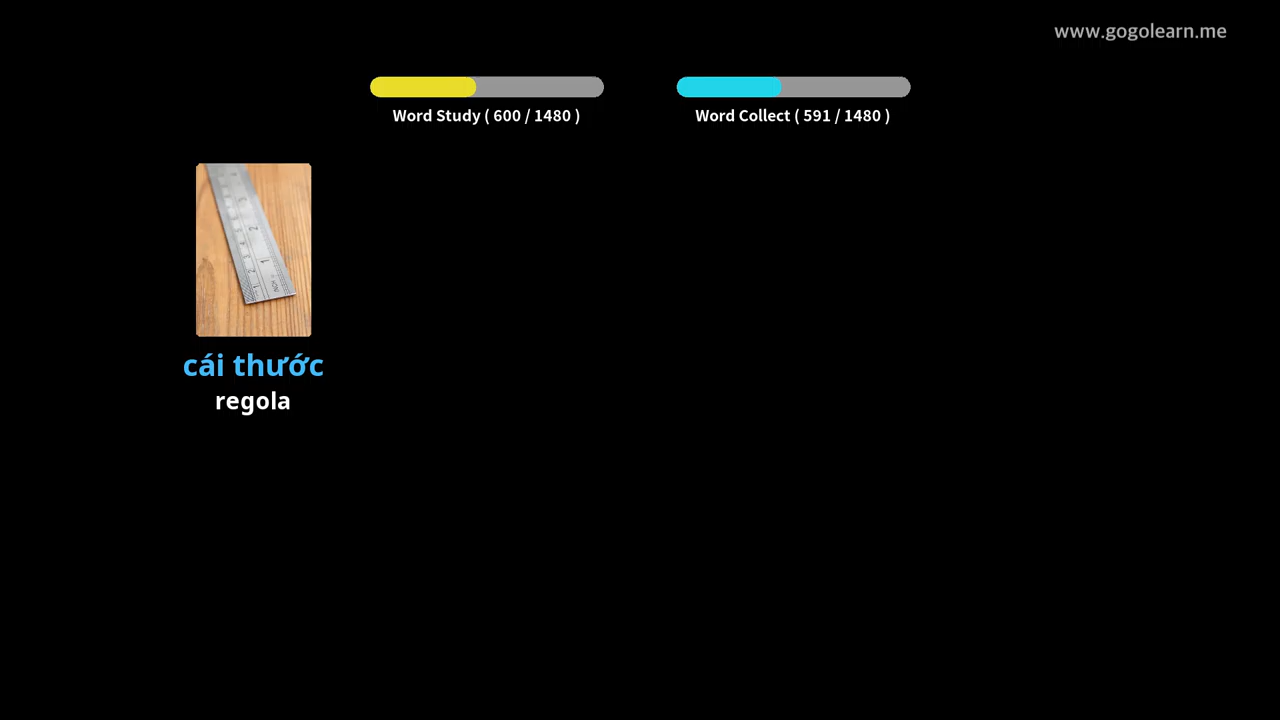 www.gogolearn.me
Word Study ( 600 / 1480 )
Word Collect ( 591 / 1480 )
cái thước
regola